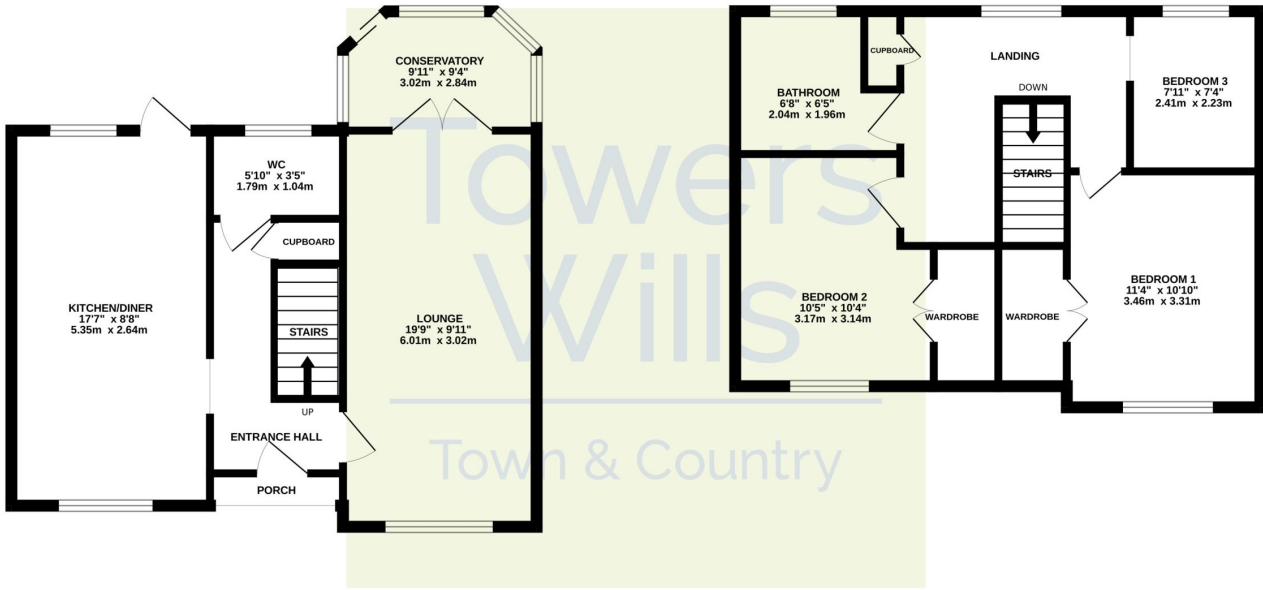 CONSERVATORY
9'11" x 9'4"
3.02m x 2.84m
WC
5'10" x 3'5"
1.79m x 1.04m
CUPBOARD
KITCHEN/DINER
17'7" x 8'8"
5.35m x 2.64m
STAIRS
UP
LOUNGE
19'9" x 9'11"
6.01m x 3.02m
ENTRANCE HALL
PORCH
CUPBOARD
LANDING
BATHROOM
6'8" x 6'5"
2.04m x 1.96m
DOWN
BEDROOM 3
7'11" x 7'4"
2.41m x 2.23m
STAIRS
BEDROOM 2
10'5" x 10'4"
3.17m x 3.14m
WARDROBE
WARDROBE
BEDROOM 1
11'4" x 10'10"
3.46m x 3.31m
Towers
Wills
Town & Country